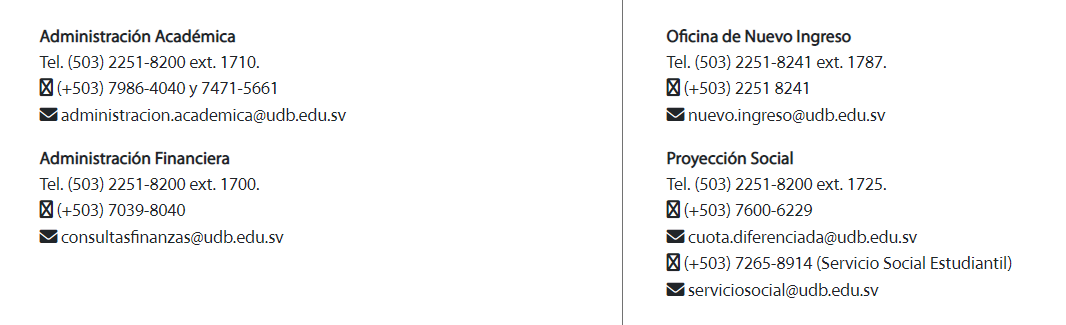 Administración Académica
Tel. (503) 2251-8200 ext. 1710.
(+503) 7986-4040 y 7471-5661
administracion.academica@udb.edu.sv
Administración Financiera
Tel. (503) 2251-8200 ext. 1700.
(+503) 7039-8040
consultasfinanzas@udb.edu.sv
Oficina de Nuevo Ingreso
Tel. (503) 2251-8241 ext. 1787.
(+503) 2251 8241
nuevo.ingreso@udb.edu.sv
Proyección Social
Tel. (503) 2251-8200 ext. 1725.
(+503) 7600-6229
cuota.diferenciada@udb.edu.sv
(+503) 7265-8914 (Servicio Social Estudiantil)
serviciosocial@udb.edu.sv